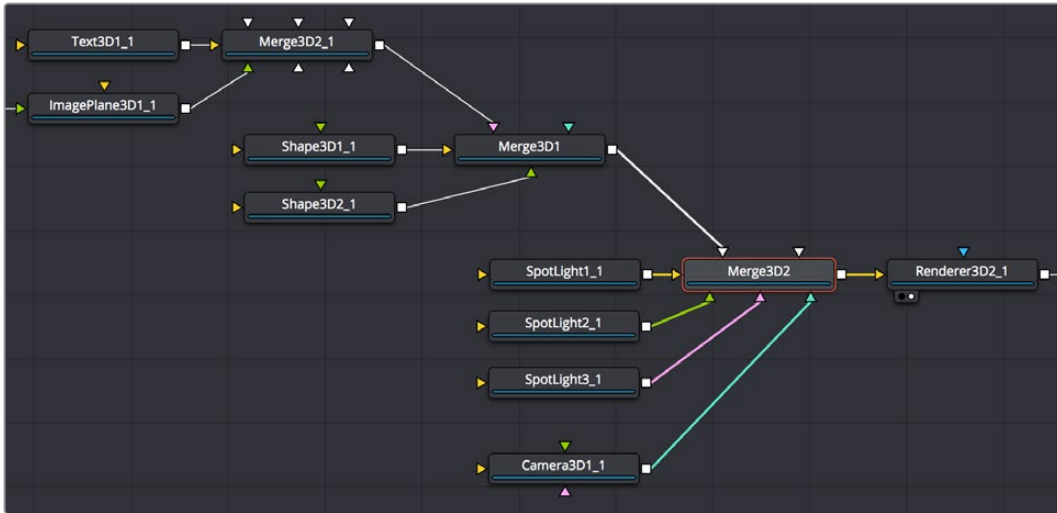 Text3D1_1
Merge3D2_1
ImagePlane3D1_1
Shape3D1_1
Merge3D1
Shape3D2_1
SpotLight1_1
Merge3D2
Renderer3D2_1
SpotLight2_1
SpotLight3_1
Camera3D1_1